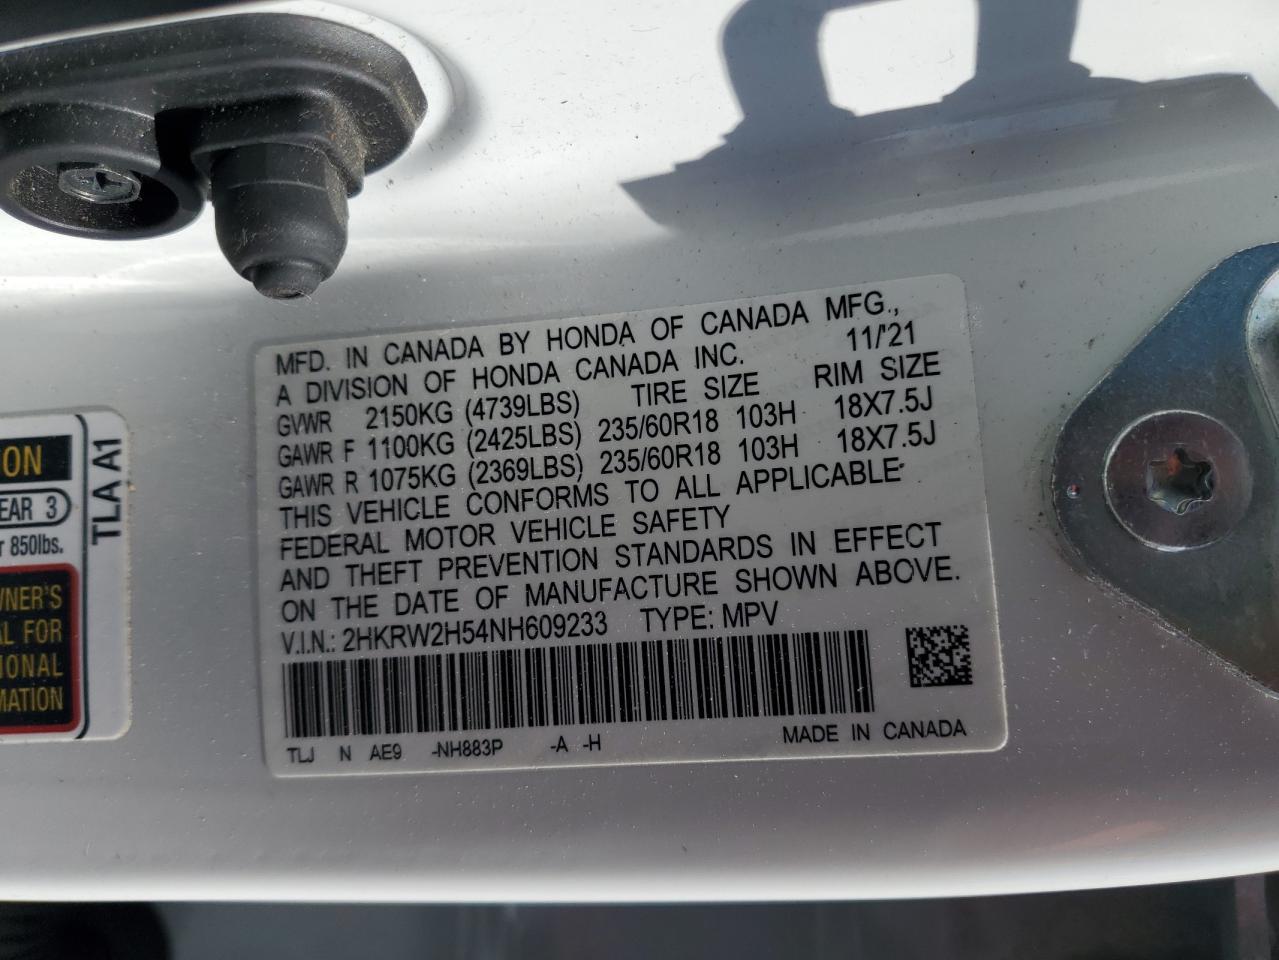 MFD. IN CANADA BY HONDA OF CANADA MFG.,
A DIVISION OF HONDA CANADA INC. 11/'21
GVWR 2150KG (4739LBS) TIRE SIZE RIM SIZE
GAWR F 1100KG (2425LBS) 235/60R18 103H 18X7.5J
GAWR R 1075KG (2369LBS) 235/60R18 103H 18X7.5J
THIS VEHICLE CONFORMS TO ALL APPLICABLE
FEDERAL MOTOR VEHICLE SAFETY
AND THEFT PREVENTION STANDARDS IN EFFECT
ON THE DATE OF MANUFACTURE SHOWN ABOVE.
V.I.N.: 2HKRW2H54NH609233 TYPE: MPV
TLJ N AE9 -NH883P -A -H MADE IN CANADA
TLA A1
ON
EAR 3
850lbs.
NER'S
AL FOR
IONAL
MATION